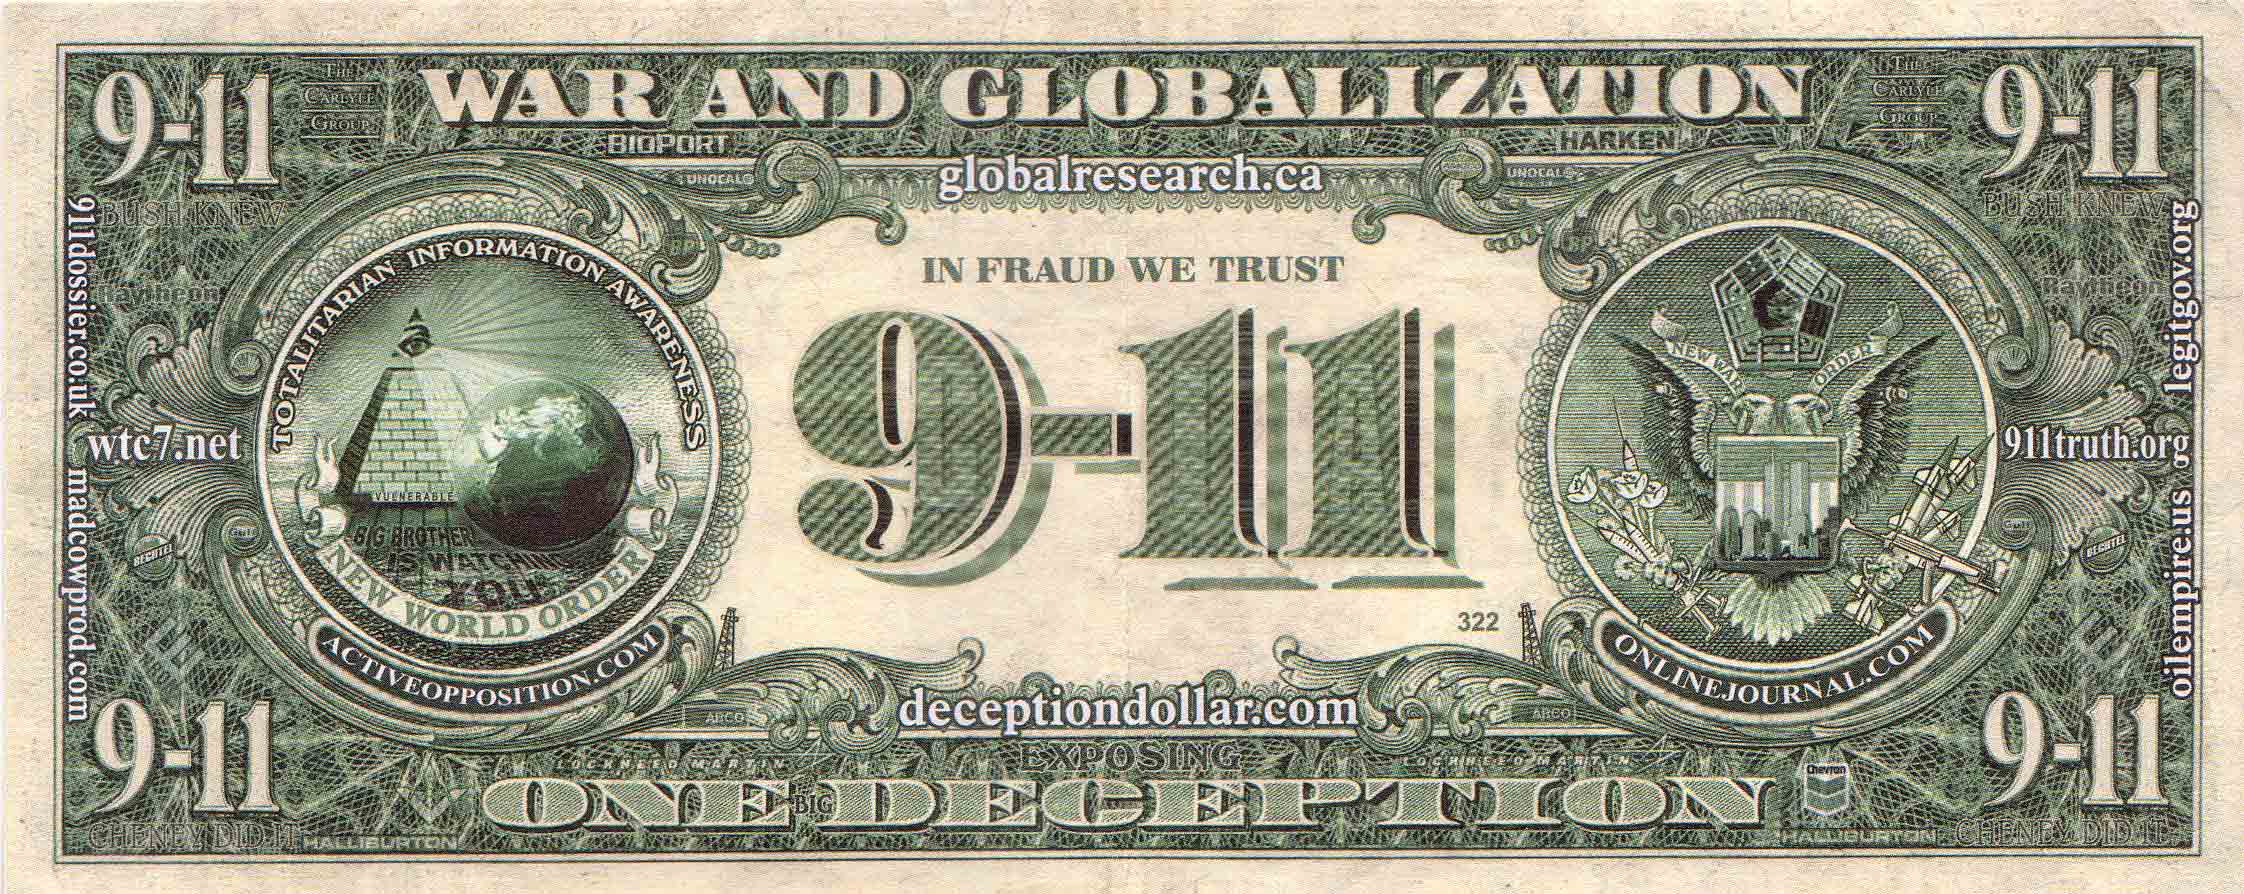 9-11
THE
CARLYLE
GROUP
WAR AND GLOBALIZATION
THE
CARLYLE
GROUP
9-11
BIOPORT
HARKEN
UNOCAL
globalresearch.ca
UNOCAL
BUSH KNEW
BUSH KNEW
911dossier.co.uk
legitgov.org
BP
TOTALITARIAN INFORMATION AWARENESS
IN FRAUD WE TRUST
Raytheon
Raytheon
9-11
NEW WAR ORDER
wtc7.net
911truth.org
madcowprod.com
oilempire.us
VULNERABLE
BIG BROTHER
IS WATCHING
YOU
Gulf
Gulf
BECHTEL
BECHTEL
NEW WORLD ORDER
322
ACTIVEOPPOSITION.COM
ONLINEJOURNAL.COM
ARCO
deceptiondollar.com
ARCO
EXPOSING
LOCKHEED MARTIN
LOCKHEED MARTIN
9-11
ONE BIG DECEPTION
Chevron
9-11
CHENEY DID IT
HALLIBURTON
HALLIBURTON
CHENEY DID IT